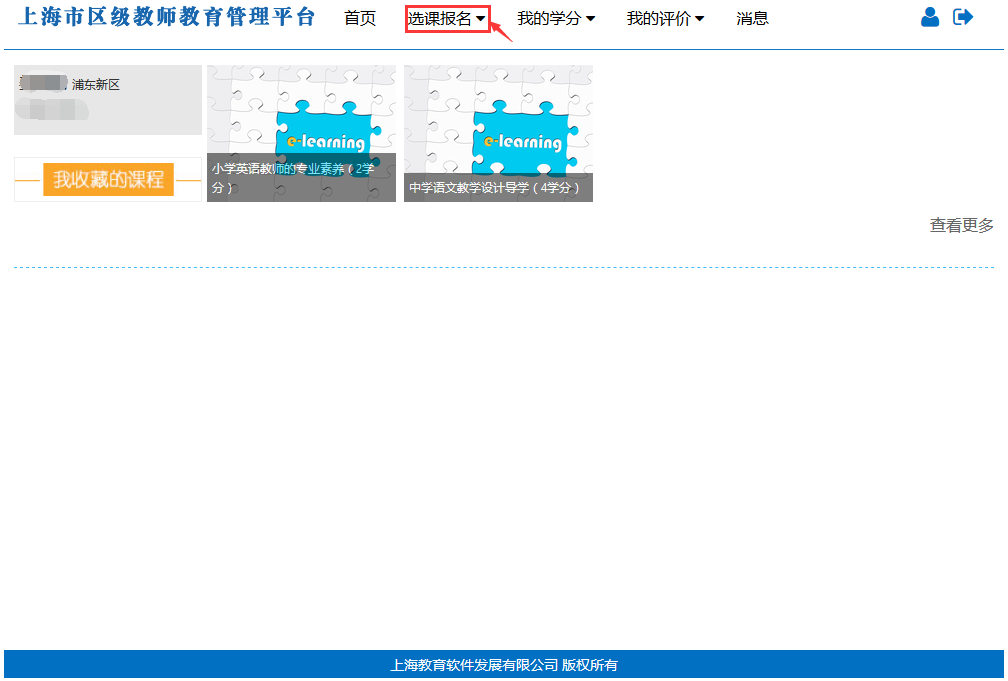 上海市区级教师教育管理平台
首页
选课报名
我的学分
我的评价
消息
浦东新区
我收藏的课程
e-learning
小学英语教师的专业素养（2学
分）
e-learning
中学语文教学设计导学（4学分）
查看更多
上海教育软件发展有限公司 版权所有